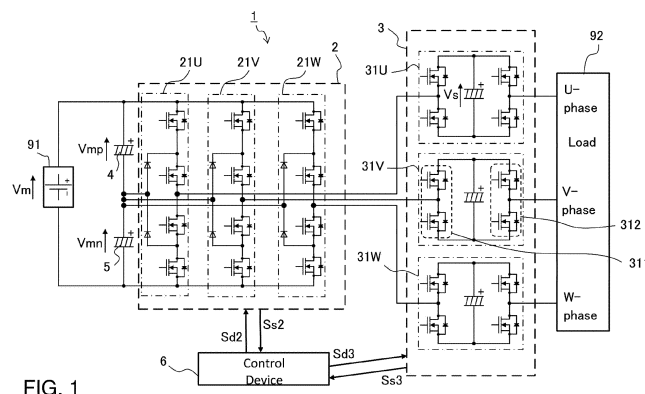 1
3
92
21U
21V
21W
2
31U
U-
phase
Vs
91
Vmp
4
Load
Vm
31V
V-
phase
312
Vmn
5
311
31W
W-
phase
Sd2
Ss2
6
Control
Device
Sd3
Ss3
FIG. 1